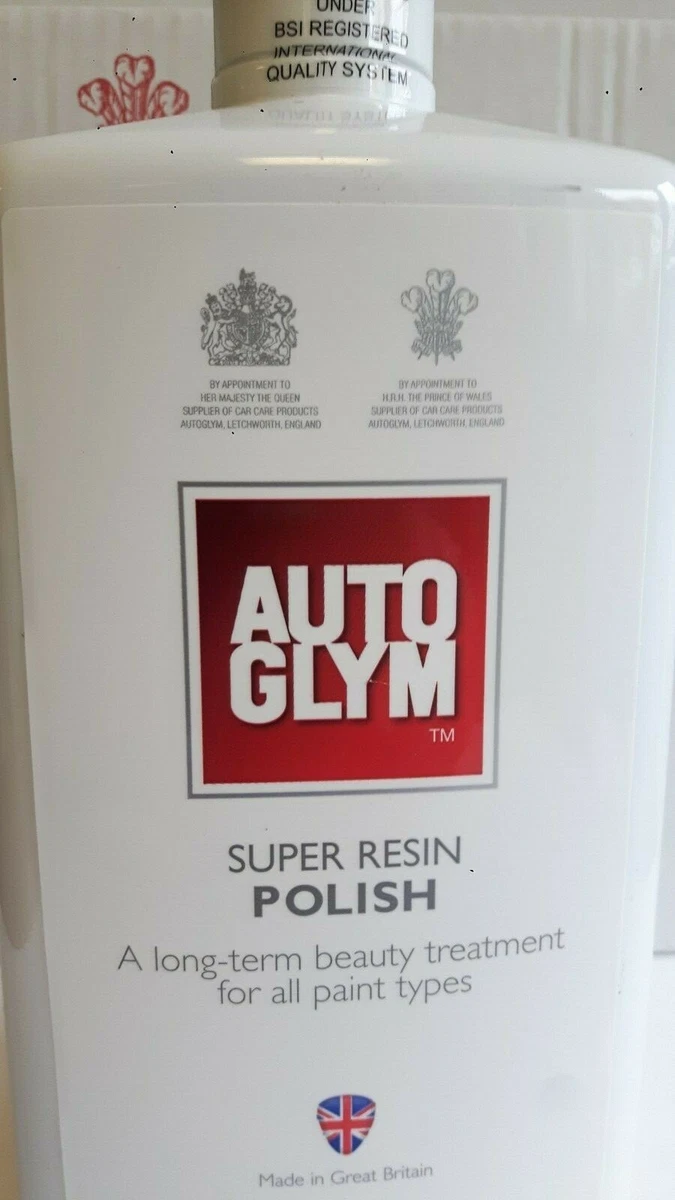 UNDER
BSI REGISTERED
INTERNATIONAL
QUALITY SYSTEM
BY APPOINTMENT TO
HER MAJESTY THE QUEEN
SUPPLIER OF CAR CARE PRODUCTS
AUTOGLYM, LETCHWORTH, ENGLAND
BY APPOINTMENT TO
H.R.H. THE PRINCE OF WALES
SUPPLIER OF CAR CARE PRODUCTS
AUTOGLYM, LETCHWORTH, ENGLAND
AUTO
GLYM
TM
SUPER RESIN
POLISH
A long-term beauty treatment
for all paint types
Made in Great Britain